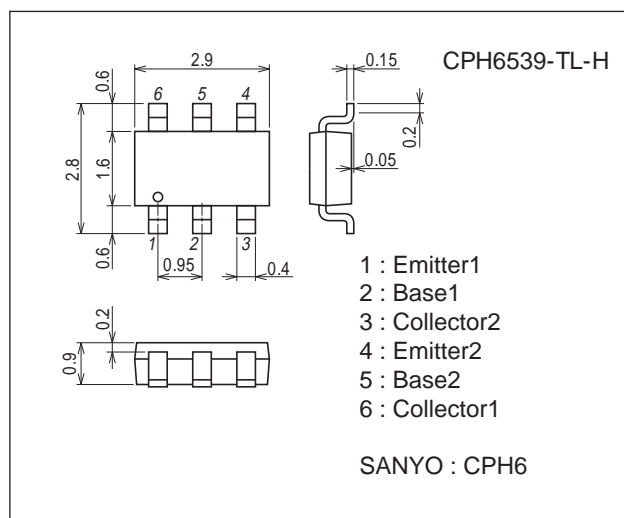 CPH6539-TL-H
2.9
0.15
0.6
6
5
4
0.2
2.8
1.6
0.05
0.6
1
2
3
0.95
0.4
0.2
0.9
1 : Emitter1
2 : Base1
3 : Collector2
4 : Emitter2
5 : Base2
6 : Collector1
SANYO : CPH6